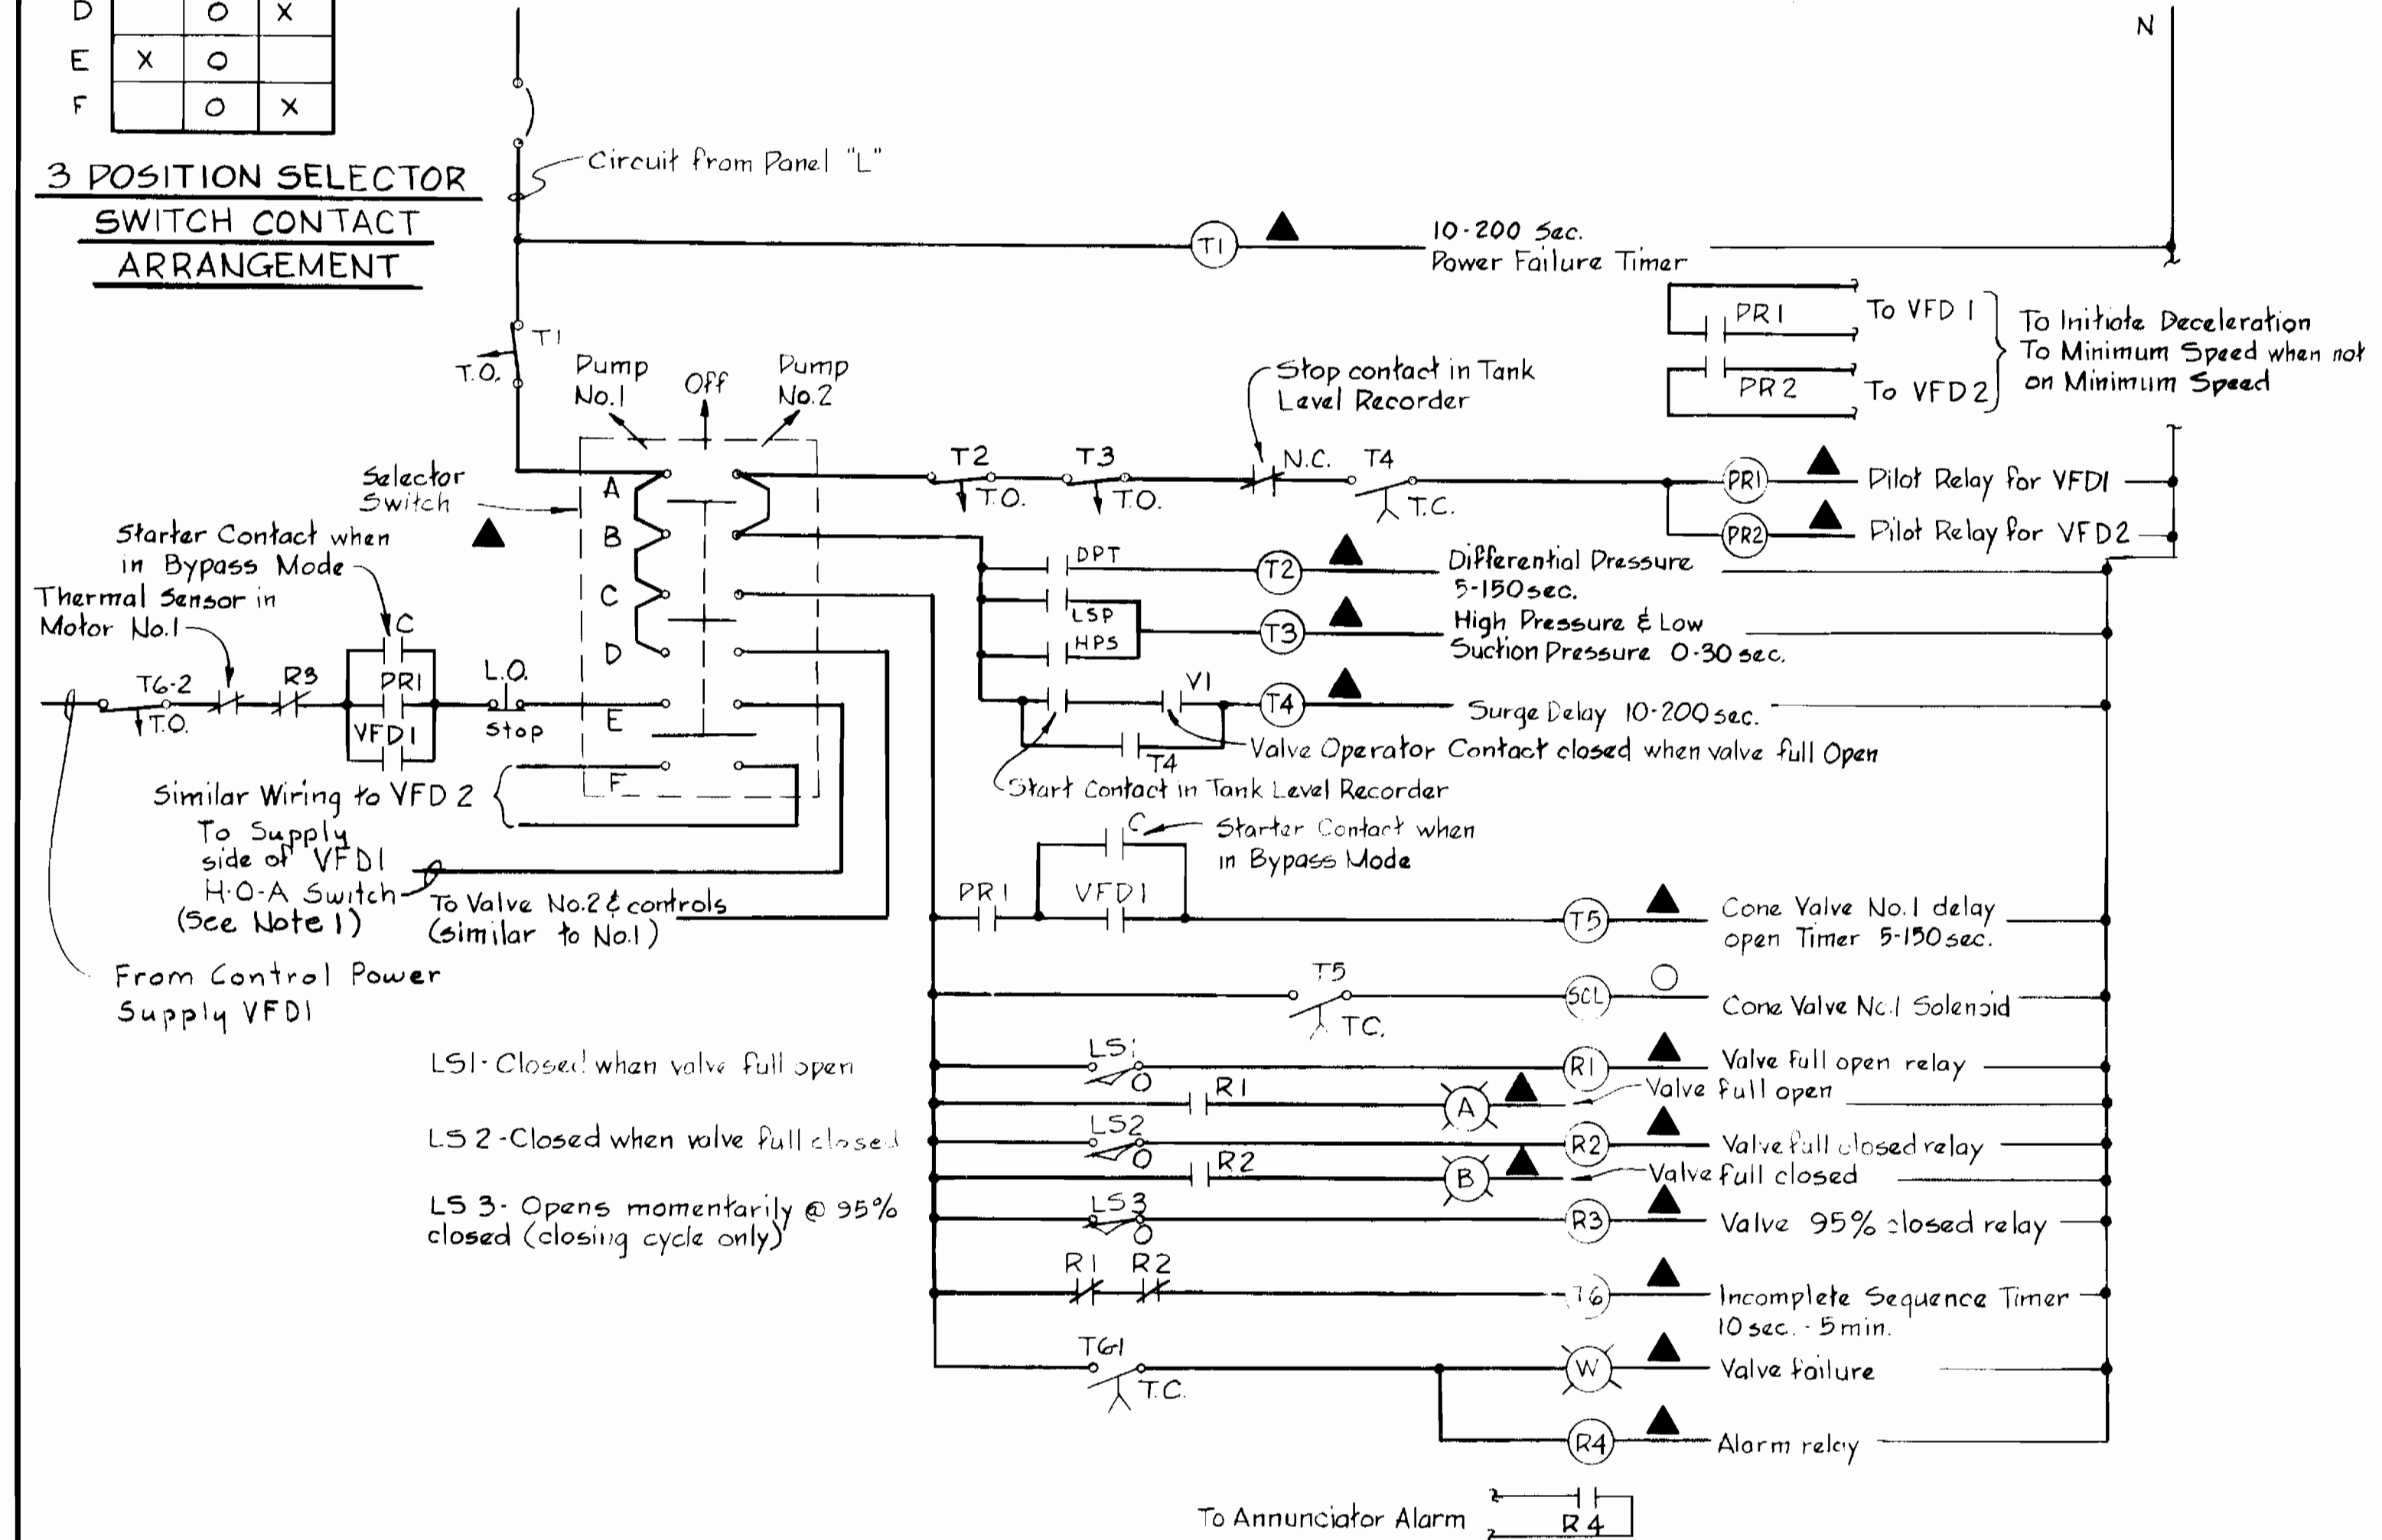 D O X
E X O
F O X
3 POSITION SELECTOR
SWITCH CONTACT
ARRANGEMENT
N
Circuit from Panel "L"
T1
10-200 Sec.
Power Failure Timer
T1
T.O.
PR1
To VFD 1
PR2
To VFD 2
To Initiate Deceleration
To Minimum Speed when not
on Minimum Speed
Pump
No.1
Off
Pump
No.2
Selector
Switch
A
B
C
D
E
F
Stop contact in Tank
Level Recorder
T2
T.O.
T3
T.O.
N.C.
T4
T.C.
PR1
Pilot Relay for VFD1
PR2
Pilot Relay for VFD2
Starter Contact when
in Bypass Mode
Thermal Sensor in
Motor No.1
C
T6-2
T.O.
R3
PR1
VFD1
L.O.
Stop
DPT
T2
Differential Pressure
5-150sec.
LSP
HPS
T3
High Pressure & Low
Suction Pressure 0-30 sec.
V1
T4
Surge Delay 10-200sec.
T4
Valve Operator Contact closed when valve full Open
Start Contact in Tank Level Recorder
Similar Wiring to VFD 2
To Supply
side of VFD1
H-O-A Switch
(See Note 1)
To Valve No.2 & controls
(similar to No.1)
From Control Power
Supply VFD1
C
Starter Contact when
in Bypass Mode
PR1
VFD1
T5
Cone Valve No.1 delay
open Timer 5-150sec.
T5
TC.
SCL
Cone Valve No.1 Solenoid
LS1-Closed when valve full open
LS1
R1
Valve full open relay
R1
A
Valve full open
LS 2-Closed when valve full closed
LS2
R2
Valve full closed relay
R2
B
Valve full closed
LS 3- Opens momentarily @ 95%
closed (closing cycle only)
LS3
R3
Valve 95% closed relay
R1
R2
T6
Incomplete Sequence Timer
10 sec. - 5min.
T6-1
T.C.
W
Valve failure
R4
Alarm relay
To Annunciator Alarm
R4